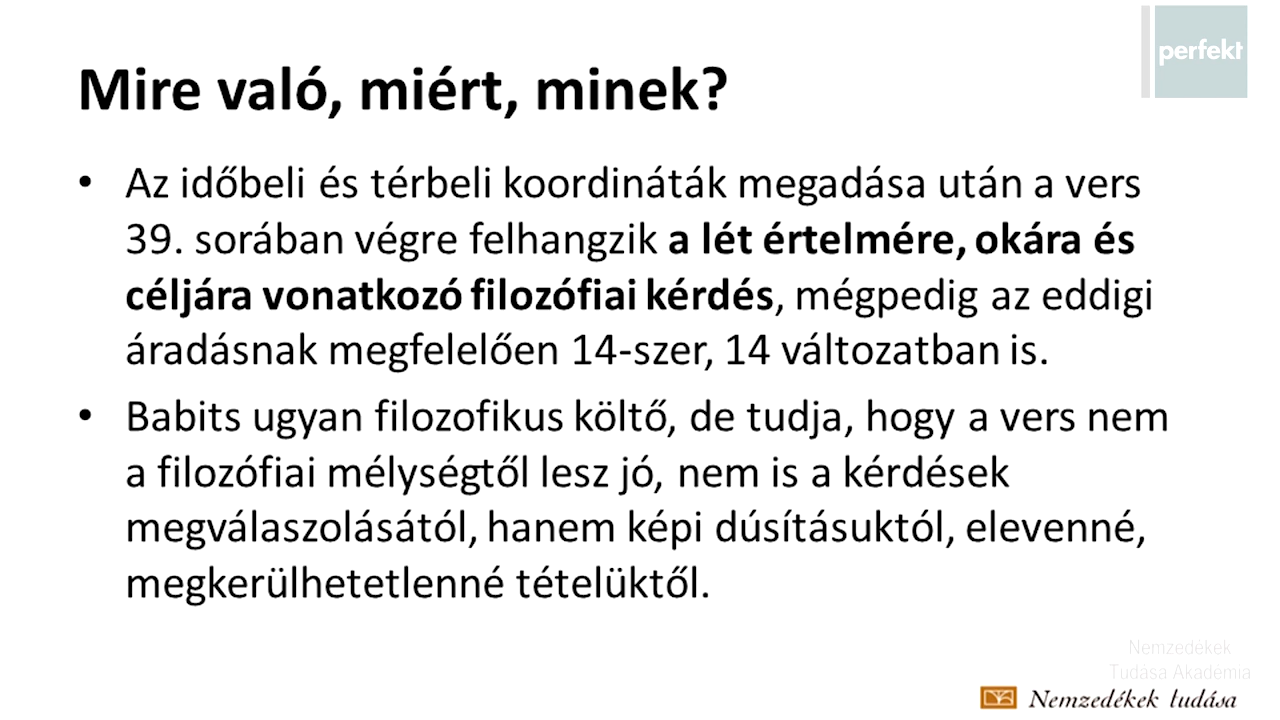 perfekt
Mire való, miért, minek?
• Az időbeli és térbeli koordináták megadása után a vers
39. sorában végre felhangzik a lét értelmére, okára és
céljára vonatkozó filozófiai kérdés, mégpedig az eddigi
áradásnak megfelelően 14-szer, 14 változatban is.
• Babits ugyan filozofikus költő, de tudja, hogy a vers nem
a filozófiai mélységtől lesz jó, nem is a kérdések
megválaszolásától, hanem képi dúsításuktól, elevenné,
megkerülhetetlenné tételüktől.
Nemzedékek
Tudása Akadémia
Nemzedékek tudása